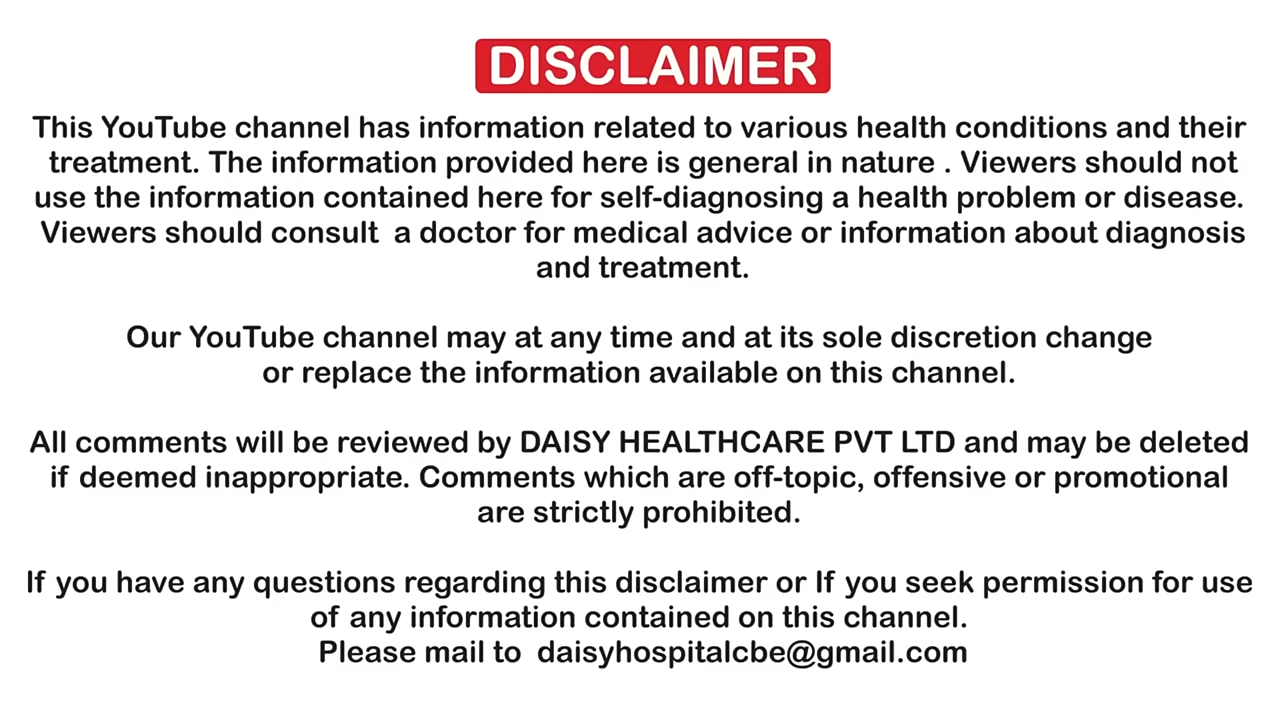 DISCLAIMER
This YouTube channel has information related to various health conditions and their
treatment. The information provided here is general in nature . Viewers should not
use the information contained here for self-diagnosing a health problem or disease.
Viewers should consult a doctor for medical advice or information about diagnosis
and treatment.
Our YouTube channel may at any time and at its sole discretion change
or replace the information available on this channel.
All comments will be reviewed by DAISY HEALTHCARE PVT LTD and may be deleted
if deemed inappropriate. Comments which are off-topic, offensive or promotional
are strictly prohibited.
If you have any questions regarding this disclaimer or If you seek permission for use
of any information contained on this channel.
Please mail to daisyhospitalcbe@gmail.com